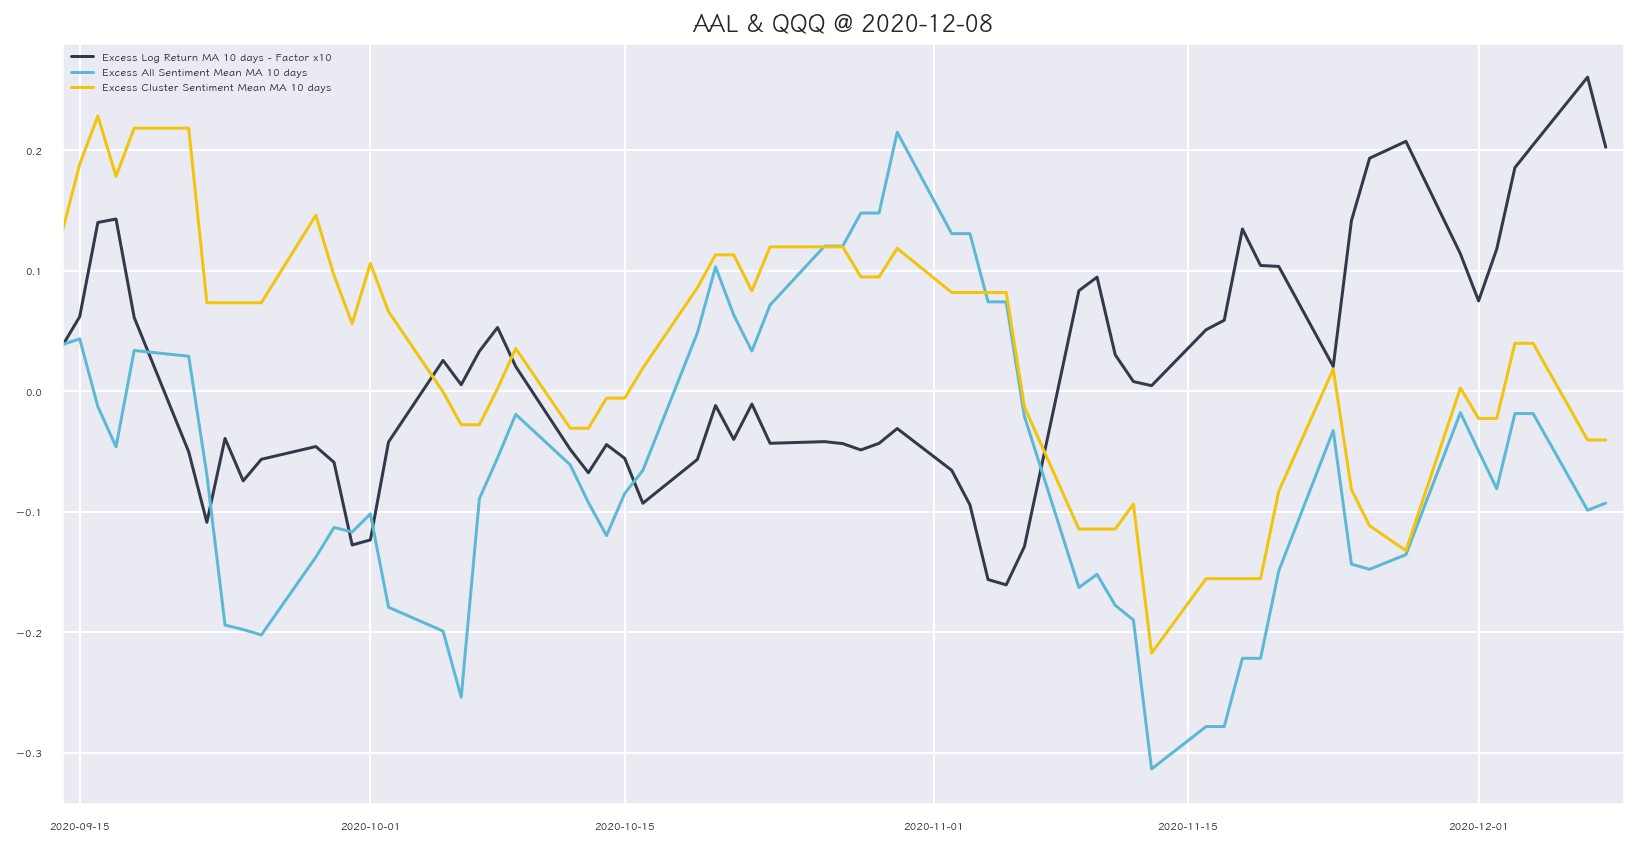 AAL & QQQ @ 2020-12-08
Excess Log Return MA 10 days - Factor x10
Excess All Sentiment Mean MA 10 days
Excess Cluster Sentiment Mean MA 10 days
0.2
0.1
0.0
−0.1
−0.2
−0.3
2020-09-15 2020-10-01 2020-10-15 2020-11-01 2020-11-15 2020-12-01